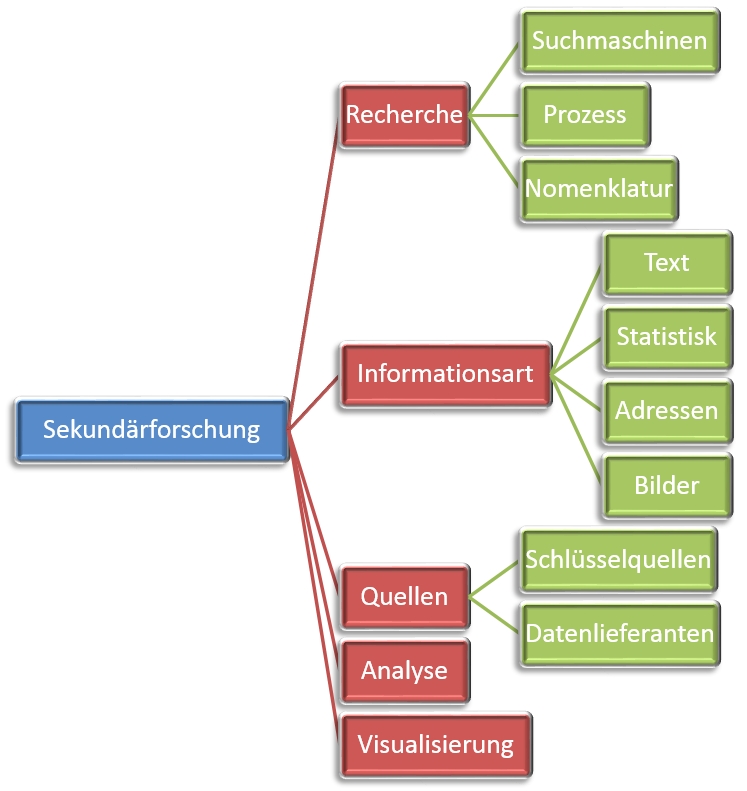 Sekundärforschung
Recherche
Suchmaschinen
Prozess
Nomenklatur
Informationsart
Text
Statistisk
Adressen
Bilder
Quellen
Schlüsselquellen
Datenlieferanten
Analyse
Visualisierung